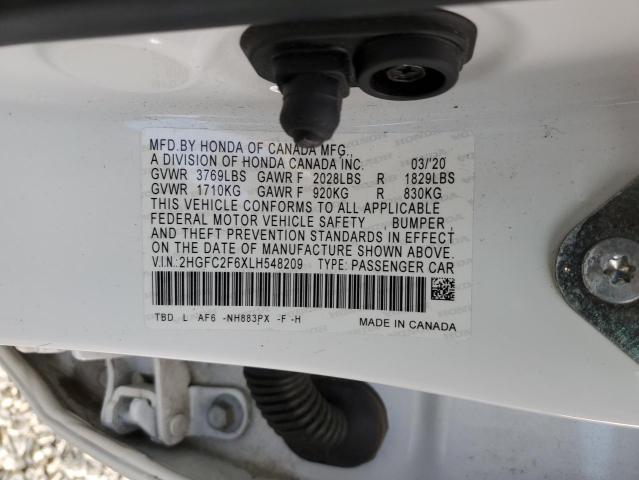 MFD.BY HONDA OF CANADA MFG.,
A DIVISION OF HONDA CANADA INC. 03/'20
GVWR 3769LBS GAWR F 2028LBS R 1829LBS
GVWR 1710KG GAWR F 920KG R 830KG
THIS VEHICLE CONFORMS TO ALL APPLICABLE
FEDERAL MOTOR VEHICLE SAFETY, BUMPER,
AND THEFT PREVENTION STANDARDS IN EFFECT
ON THE DATE OF MANUFACTURE SHOWN ABOVE.
V.I.N.:2HGFC2F6XLH548209 TYPE: PASSENGER CAR
TBD L AF6 -NH883PX -F -H MADE IN CANADA